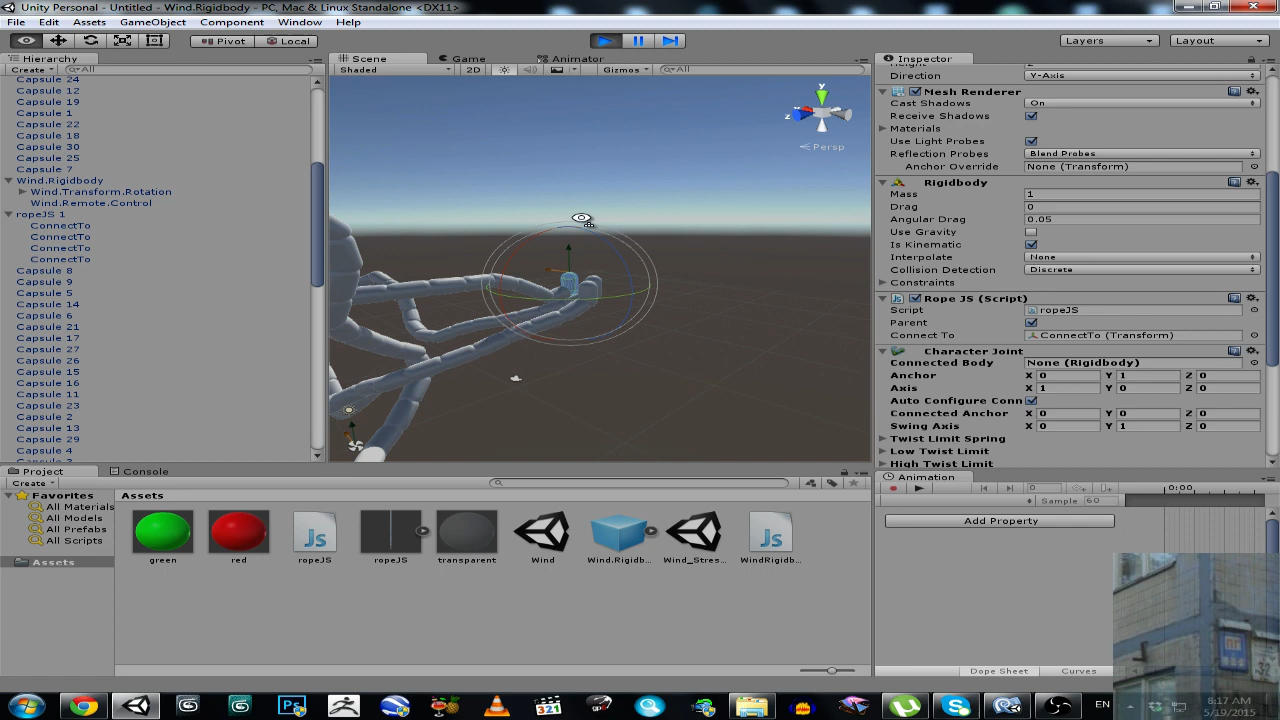 Unity Personal - Untitled - Wind.Rigidbody - PC, Mac & Linux Standalone <DX11>
File Edit Assets GameObject Component Window Help
Pivot Local Layers Layout
Hierarchy
Create All
Capsule 24
Capsule 12
Capsule 19
Capsule 1
Capsule 22
Capsule 18
Capsule 30
Capsule 25
Capsule 7
Wind.Rigidbody
Wind.Transform.Rotation
Wind.Remote.Control
ropeJS 1
ConnectTo
ConnectTo
ConnectTo
ConnectTo
Capsule 8
Capsule 9
Capsule 5
Capsule 14
Capsule 6
Capsule 21
Capsule 17
Capsule 27
Capsule 26
Capsule 15
Capsule 16
Capsule 11
Capsule 23
Capsule 2
Capsule 13
Capsule 29
Capsule 4
Scene Game Animator
Shaded 2D Gizmos All
y
z
Persp
Inspector
Direction Y-Axis
Mesh Renderer
Cast Shadows On
Receive Shadows
Materials
Use Light Probes
Reflection Probes Blend Probes
Anchor Override None (Transform)
Rigidbody
Mass 1
Drag 0
Angular Drag 0.05
Use Gravity
Is Kinematic
Interpolate None
Collision Detection Discrete
Constraints
Rope JS (Script)
Script ropeJS
Parent
Connect To ConnectTo (Transform)
Character Joint
Connected Body None (Rigidbody)
Anchor X 0 Y 1 Z 0
Axis X 1 Y 0 Z 0
Auto Configure Conn
Connected Anchor X 0 Y 0 Z 0
Swing Axis X 0 Y 1 Z 0
Twist Limit Spring
Low Twist Limit
High Twist Limit
Project Console
Create
Favorites
All Materials
All Models
All Prefabs
All Scripts
Assets
Assets
green red ropeJS ropeJS transparent Wind Wind.Rigidb... Wind_Stres... WindRigidb...
Animation
0 0:00
Sample 60
Add Property
Dope Sheet Curves
321
EN
8:17 AM
5/19/2015